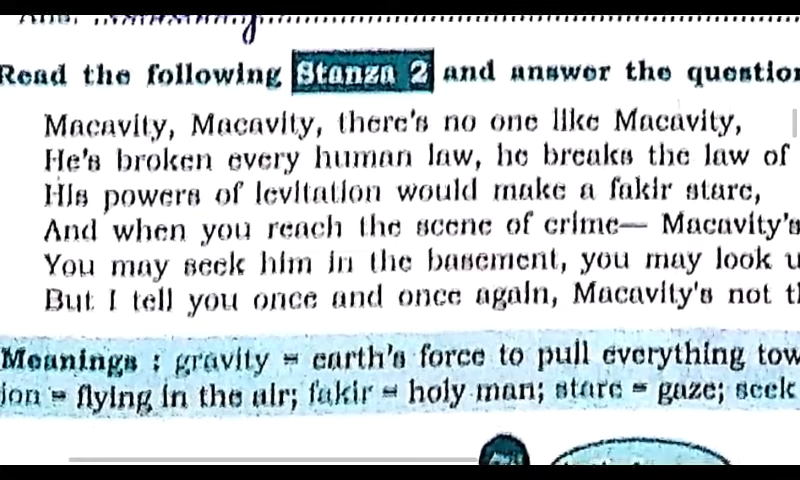 Ans.
Read the following Stanza 2 and answer the question
Macavity, Macavity, there's no one like Macavity,
He's broken every human law, he breaks the law of
His powers of levitation would make a fakir stare,
And when you reach the scene of crime— Macavity's
You may seek him in the basement, you may look u
But I tell you once and once again, Macavity's not th
Meanings : gravity = earth's force to pull everything tow
ion = flying in the air; fakir = holy man; stare = gaze; seek